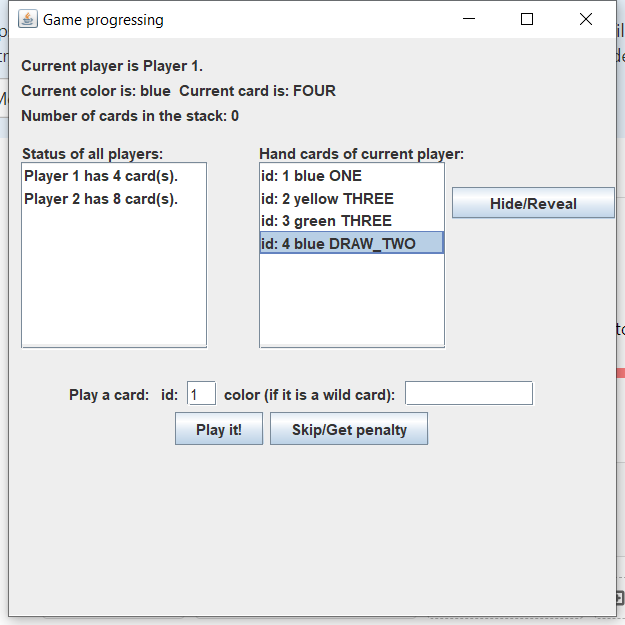 Game progressing
Current player is Player 1.
Current color is: blue  Current card is: FOUR
Number of cards in the stack: 0
Status of all players:
Player 1 has 4 card(s).
Player 2 has 8 card(s).
Hand cards of current player:
id: 1 blue ONE
id: 2 yellow THREE
id: 3 green THREE
id: 4 blue DRAW_TWO
Hide/Reveal
Play a card:  id: 1  color (if it is a wild card):
Play it!
Skip/Get penalty